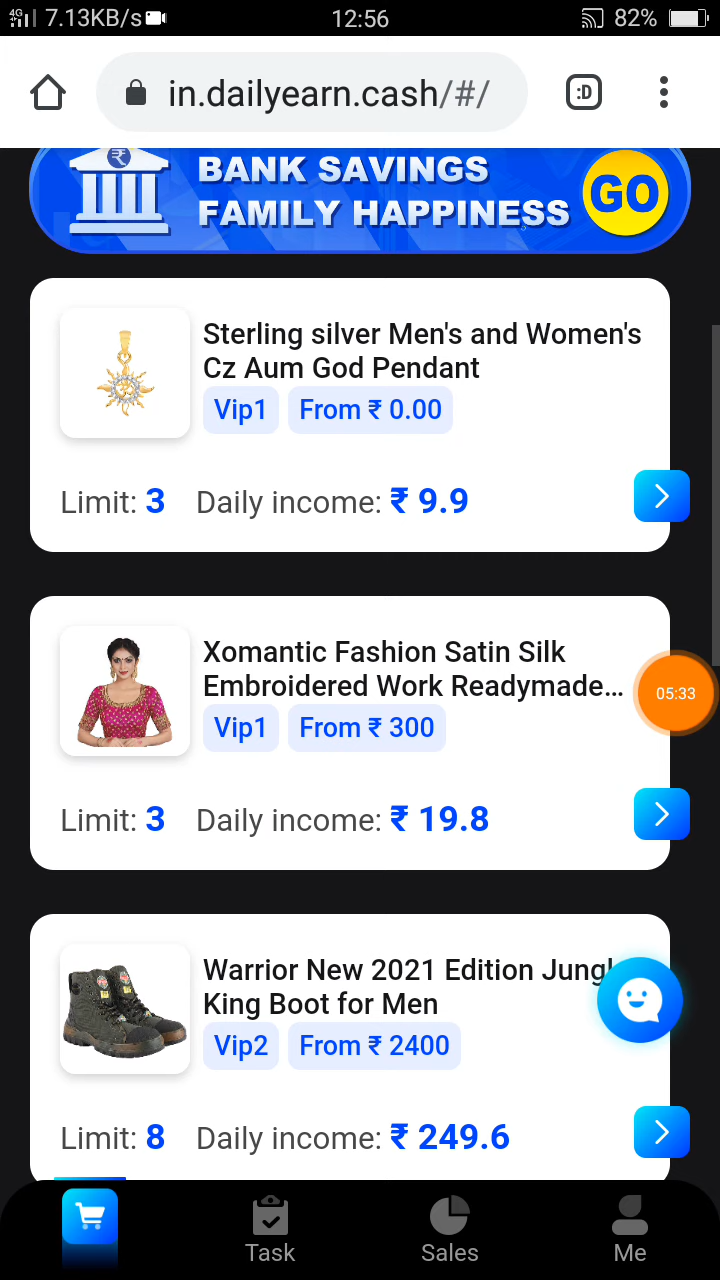 4G 7.13KB/s 12:56 82%
in.dailyearn.cash/#/ :D
BANK SAVINGS
FAMILY HAPPINESS
GO
₹
Sterling silver Men's and Women's
Cz Aum God Pendant
Vip1 From ₹ 0.00
Limit: 3 Daily income: ₹ 9.9
Xomantic Fashion Satin Silk
Embroidered Work Readymade...
Vip1 From ₹ 300
05:33
Limit: 3 Daily income: ₹ 19.8
Warrior New 2021 Edition Jungl
King Boot for Men
Vip2 From ₹ 2400
Limit: 8 Daily income: ₹ 249.6
Task Sales Me